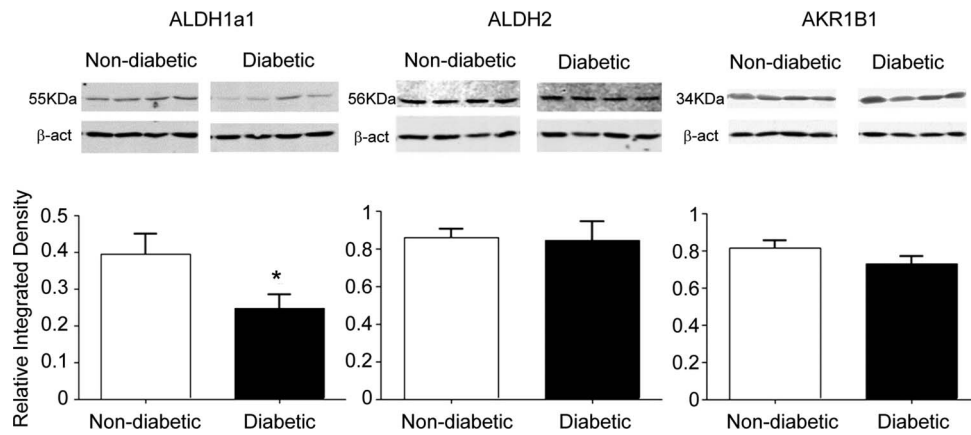 ALDH1a1
Non-diabetic Diabetic
55KDa
β-act
ALDH2
Non-diabetic Diabetic
56KDa
β-act
AKR1B1
Non-diabetic Diabetic
34KDa
β-act
Relative Integrated Density
0.5
0.4
0.3
0.2
0.1
0
*
Non-diabetic Diabetic
1
0.8
0.6
0.4
0.2
0
Non-diabetic Diabetic
1
0.8
0.6
0.4
0.2
0
Non-diabetic Diabetic